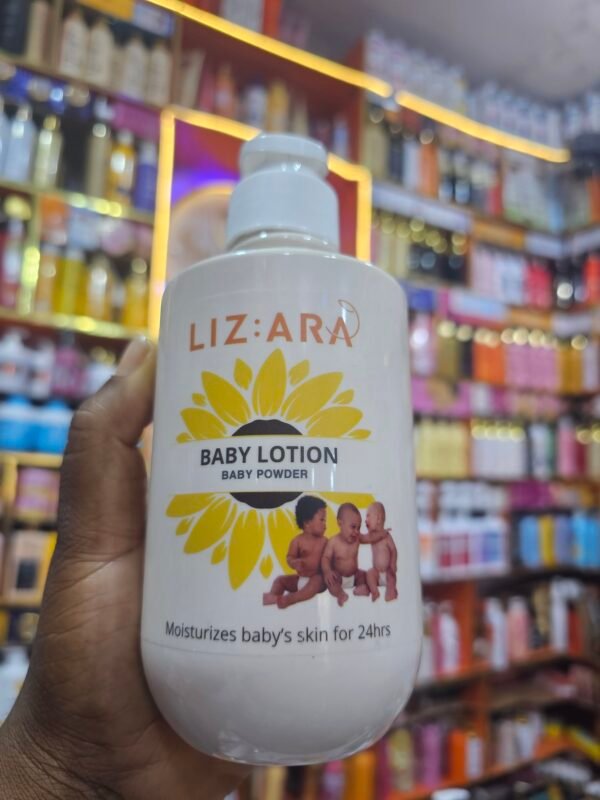 LIZ:ARA
BABY LOTION
BABY POWDER
Moisturizes baby's skin for 24hrs